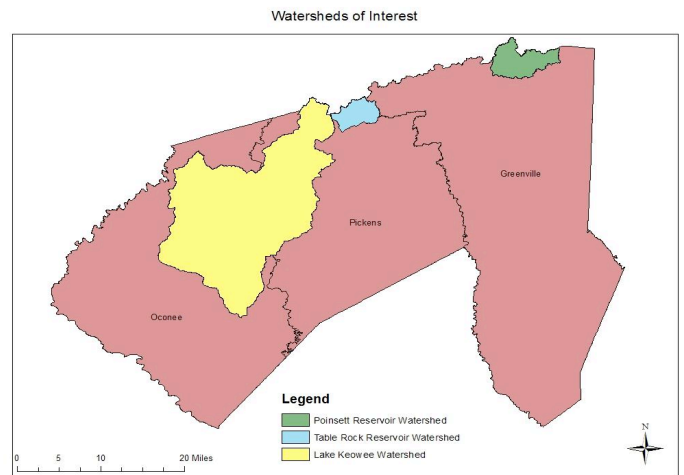 Watersheds of Interest
Greenville
Pickens
Oconee
Legend
Poinsett Reservoir Watershed
Table Rock Reservoir Watershed
Lake Keowee Watershed
0 5 10 20 Miles
N